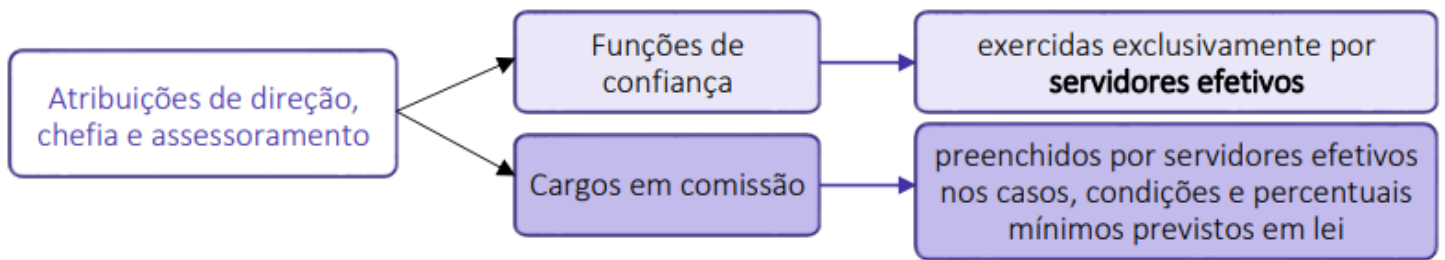 Atribuições de direção,
chefia e assessoramento
Funções de
confiança
exercidas exclusivamente por
servidores efetivos
Cargos em comissão
preenchidos por servidores efetivos
nos casos, condições e percentuais
mínimos previstos em lei